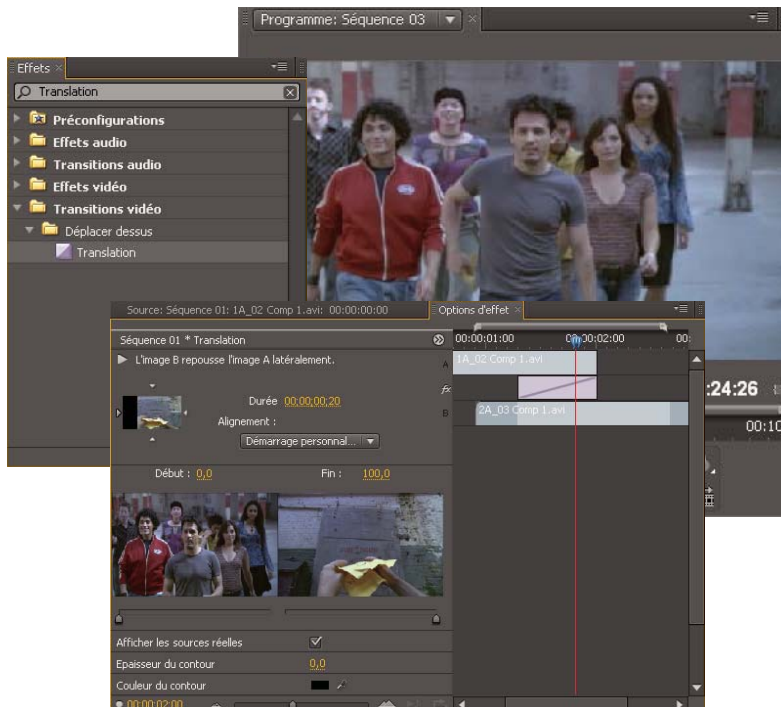 Programme: Séquence 03
Effets
Translation
Préconfigurations
Effets audio
Transitions audio
Effets vidéo
Transitions vidéo
Déplacer dessus
Translation
:24:26
00:10
Source: Séquence 01: 1A_02 Comp 1.avi: 00:00:00:00
Options d'effet
Séquence 01 * Translation
L'image B repousse l'image A latéralement.
Durée 00;00;00;20
Alignement :
Démarrage personnal...
Début : 0,0
Fin : 100,0
Afficher les sources réelles
Epaisseur du contour 0,0
Couleur du contour
00:00:02:00
00:00:01:00
00:00:02:00
00:
A 1A_02 Comp 1.avi
fx
B 2A_03 Comp 1.avi